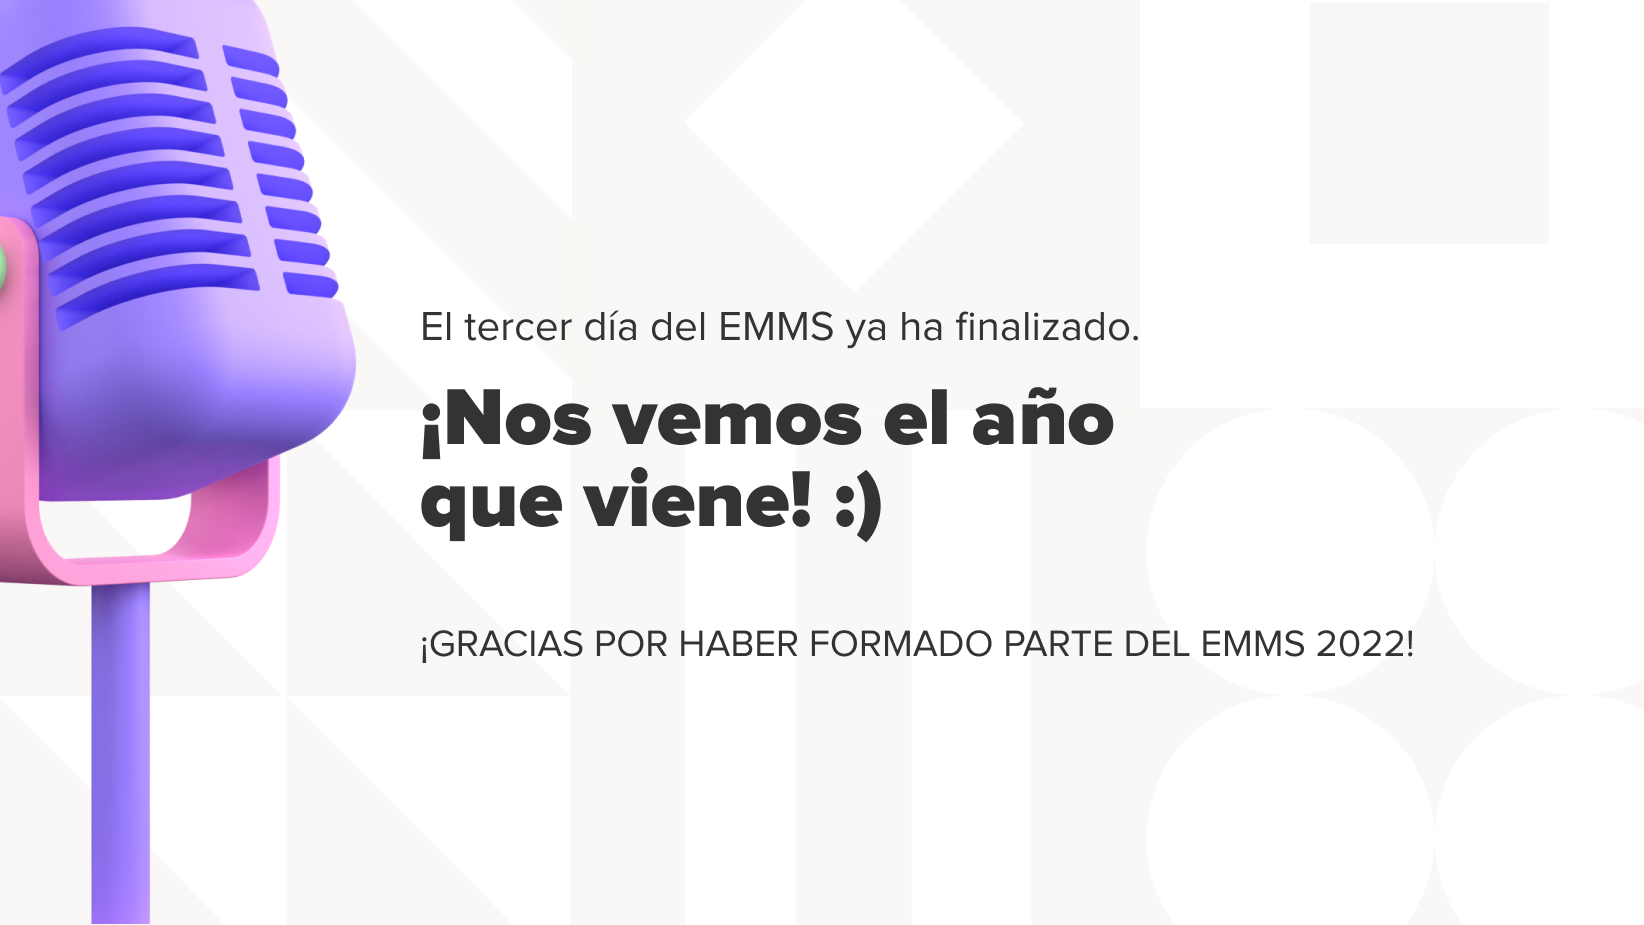 El tercer día del EMMS ya ha finalizado.
¡Nos vemos el año
que viene! :)
¡GRACIAS POR HABER FORMADO PARTE DEL EMMS 2022!